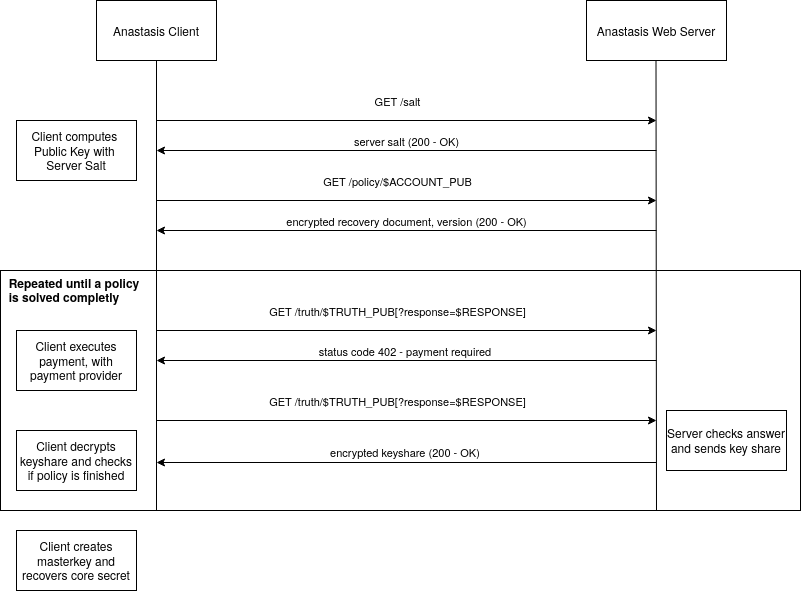 Anastasis Client
Anastasis Web Server
GET /salt
Client computes
Public Key with
Server Salt
server salt (200 - OK)
GET /policy/$ACCOUNT_PUB
encrypted recovery document, version (200 - OK)
Repeated until a policy
is solved completly
GET /truth/$TRUTH_PUB[?response=$RESPONSE]
Client executes
payment, with
payment provider
status code 402 - payment required
GET /truth/$TRUTH_PUB[?response=$RESPONSE]
Server checks answer
and sends key share
Client decrypts
keyshare and checks
if policy is finished
encrypted keyshare (200 - OK)
Client creates
masterkey and
recovers core secret